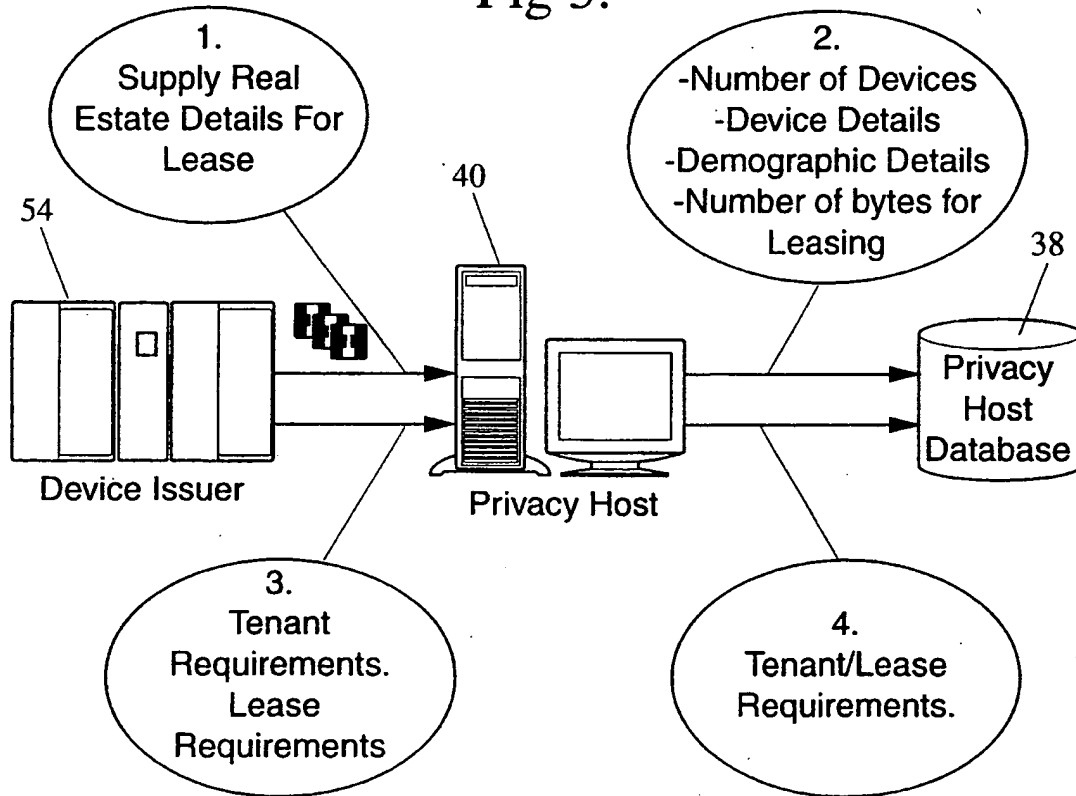 Fig 5.
1.
Supply Real
Estate Details For
Lease
2.
-Number of Devices
-Device Details
-Demographic Details
-Number of bytes for
Leasing
54
40
38
Device Issuer
Privacy Host
Privacy
Host
Database
3.
Tenant
Requirements.
Lease
Requirements
4.
Tenant/Lease
Requirements.